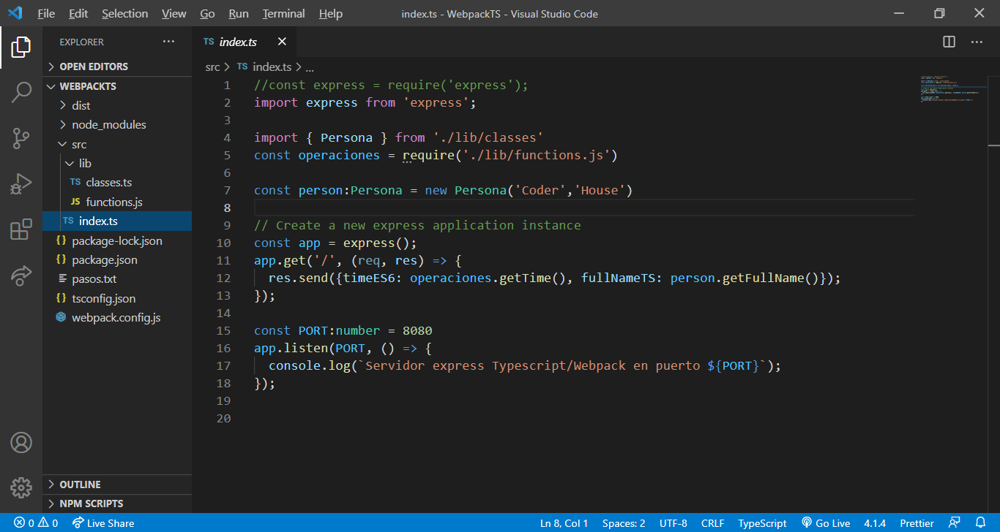 File Edit Selection View Go Run Terminal Help index.ts - WebpackTS - Visual Studio Code
EXPLORER
OPEN EDITORS
WEBPACKTS
dist
node_modules
src
lib
TS classes.ts
JS functions.js
TS index.ts
{} package-lock.json
{} package.json
pasos.txt
{} tsconfig.json
webpack.config.js
OUTLINE
NPM SCRIPTS
TS index.ts
src > TS index.ts > ...
1 //const express = require('express');
2 import express from 'express';
3
4 import { Persona } from './lib/classes'
5 const operaciones = require('./lib/functions.js')
6
7 const person:Persona = new Persona('Coder','House')
8
9 // Create a new express application instance
10 const app = express();
11 app.get('/', (req, res) => {
12 res.send({timeES6: operaciones.getTime(), fullNameTS: person.getFullName()});
13 });
14
15 const PORT:number = 8080
16 app.listen(PORT, () => {
17 console.log(`Servidor express Typescript/Webpack en puerto ${PORT}`);
18 });
19
20
0 0 Live Share Ln 8, Col 1 Spaces: 2 UTF-8 CRLF TypeScript Go Live 4.1.4 Prettier